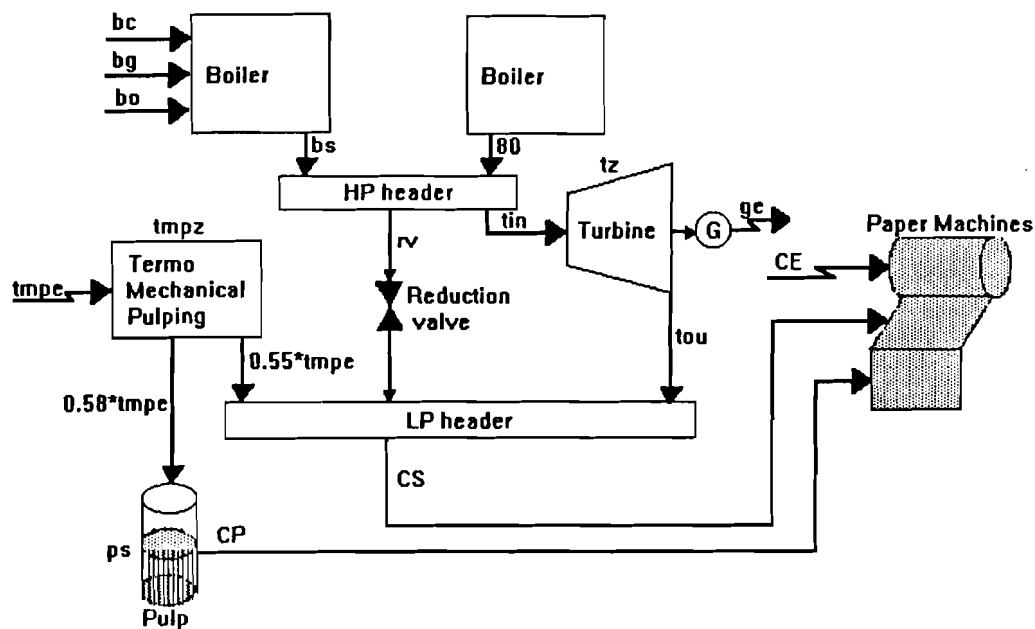 bc
bg
bo
Boiler
Boiler
bs
80
HP header
tz
tin
Turbine
G
ge
Paper Machines
CE
tmpz
tmpe
Termo
Mechanical
Pulping
rv
Reduction
valve
tou
0.55*tmpe
0.58*tmpe
LP header
CS
CP
ps
Pulp